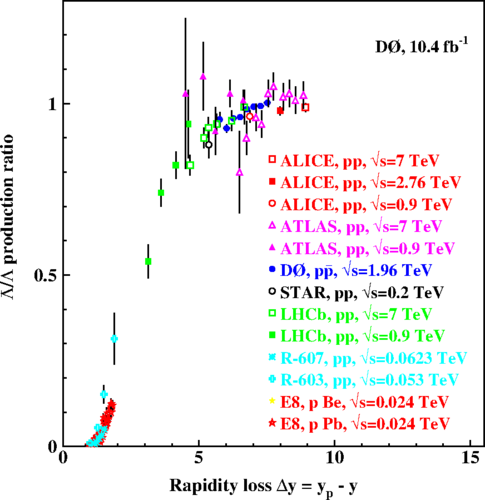 DØ, 10.4 fb⁻¹
Λ̄/Λ production ratio
1
0.5
0
ALICE, pp, √s=7 TeV
ALICE, pp, √s=2.76 TeV
ALICE, pp, √s=0.9 TeV
ATLAS, pp, √s=7 TeV
ATLAS, pp, √s=0.9 TeV
DØ, pp̄, √s=1.96 TeV
STAR, pp, √s=0.2 TeV
LHCb, pp, √s=7 TeV
LHCb, pp, √s=0.9 TeV
R-607, pp, √s=0.0623 TeV
R-603, pp, √s=0.053 TeV
E8, p Be, √s=0.024 TeV
E8, p Pb, √s=0.024 TeV
0 5 10 15
Rapidity loss Δy = yₚ - y